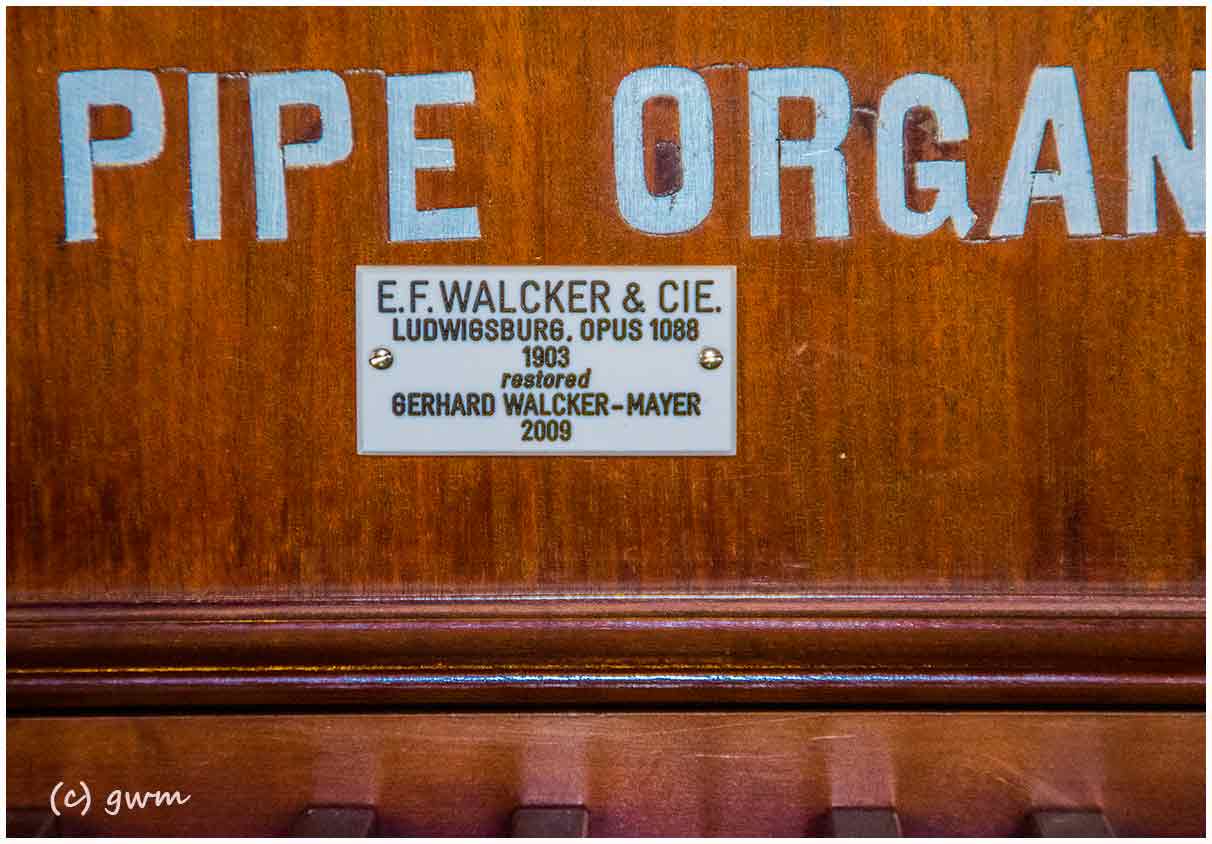 PIPE ORGAN
E.F. WALCKER & CIE.
LUDWIGSBURG, OPUS 1088
1903
restored
GERHARD WALCKER-MAYER
2009
(c) gwm